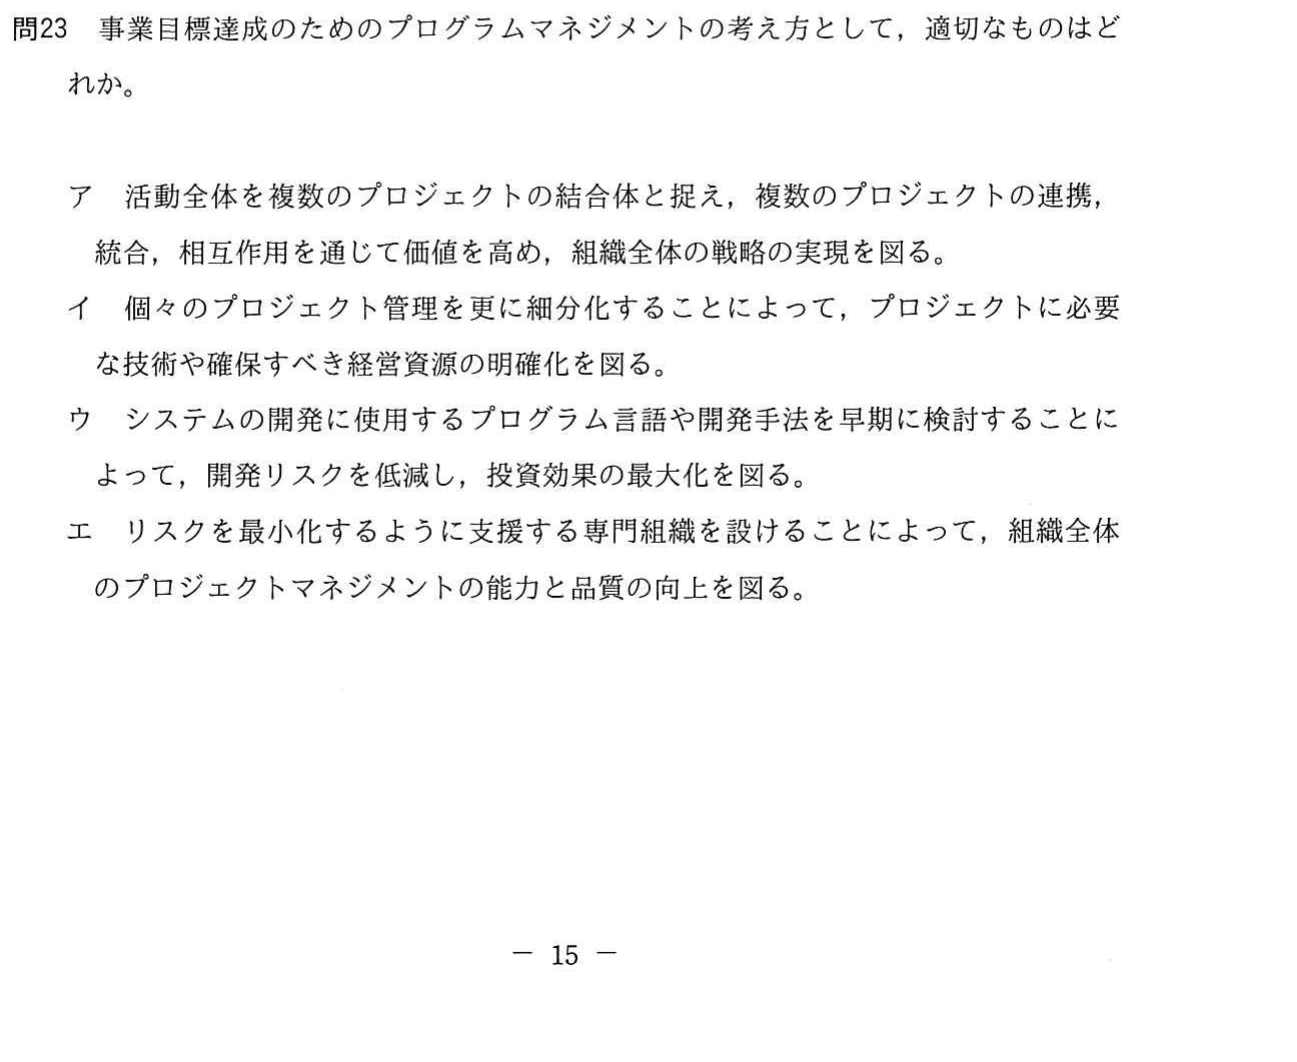 問23　事業目標達成のためのプログラムマネジメントの考え方として，適切なものはど
れか。
ア　活動全体を複数のプロジェクトの結合体と捉え，複数のプロジェクトの連携，
統合，相互作用を通じて価値を高め，組織全体の戦略の実現を図る。
イ　個々のプロジェクト管理を更に細分化することによって，プロジェクトに必要
な技術や確保すべき経営資源の明確化を図る。
ウ　システムの開発に使用するプログラム言語や開発手法を早期に検討することに
よって，開発リスクを低減し，投資効果の最大化を図る。
エ　リスクを最小化するように支援する専門組織を設けることによって，組織全体
のプロジェクトマネジメントの能力と品質の向上を図る。
－ 15 －